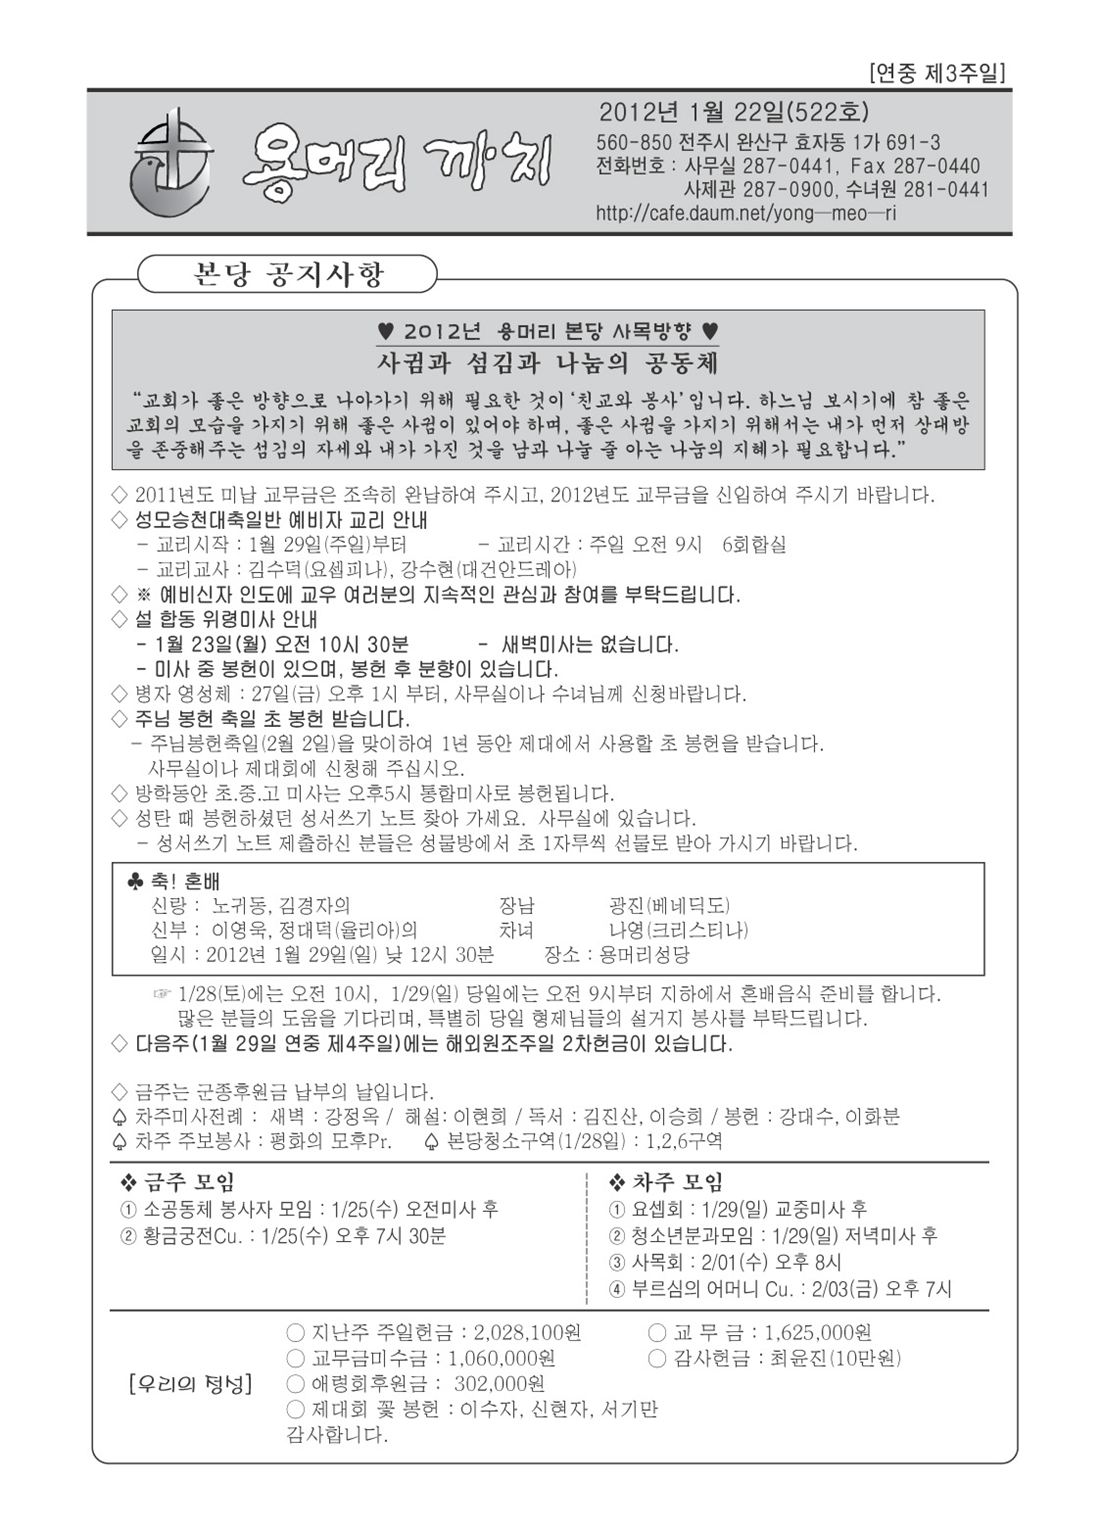 [연중 제3주일]
용머리 까치
2012년 1월 22일(522호)
560-850 전주시 완산구 효자동 1가 691-3
전화번호 : 사무실 287-0441, Fax 287-0440
사제관 287-0900, 수녀원 281-0441
http://cafe.daum.net/yong—meo—ri
본당 공지사항
♥ 2012년 용머리 본당 사목방향 ♥
사귐과 섬김과 나눔의 공동체
“교회가 좋은 방향으로 나아가기 위해 필요한 것이 ‘친교와 봉사’입니다. 하느님 보시기에 참 좋은
교회의 모습을 가지기 위해 좋은 사귐이 있어야 하며, 좋은 사귐을 가지기 위해서는 내가 먼저 상대방
을 존중해주는 섬김의 자세와 내가 가진 것을 남과 나눌 줄 아는 나눔의 지혜가 필요합니다.”
◇ 2011년도 미납 교무금은 조속히 완납하여 주시고, 2012년도 교무금을 신입하여 주시기 바랍니다.
◇ 성모승천대축일반 예비자 교리 안내
- 교리시작 : 1월 29일(주일)부터 - 교리시간 : 주일 오전 9시 6회합실
- 교리교사 : 김수덕(요셉피나), 강수현(대건안드레아)
◇ ※ 예비신자 인도에 교우 여러분의 지속적인 관심과 참여를 부탁드립니다.
◇ 설 합동 위령미사 안내
- 1월 23일(월) 오전 10시 30분 - 새벽미사는 없습니다.
- 미사 중 봉헌이 있으며, 봉헌 후 분향이 있습니다.
◇ 병자 영성체 : 27일(금) 오후 1시 부터, 사무실이나 수녀님께 신청바랍니다.
◇ 주님 봉헌 축일 초 봉헌 받습니다.
- 주님봉헌축일(2월 2일)을 맞이하여 1년 동안 제대에서 사용할 초 봉헌을 받습니다.
사무실이나 제대회에 신청해 주십시오.
◇ 방학동안 초.중.고 미사는 오후5시 통합미사로 봉헌됩니다.
◇ 성탄 때 봉헌하셨던 성서쓰기 노트 찾아 가세요. 사무실에 있습니다.
- 성서쓰기 노트 제출하신 분들은 성물방에서 초 1자루씩 선물로 받아 가시기 바랍니다.
♣ 축! 혼배
신랑 : 노귀동, 김경자의 장남 광진(베네딕도)
신부 : 이영욱, 정대덕(율리아)의 차녀 나영(크리스티나)
일시 : 2012년 1월 29일(일) 낮 12시 30분 장소 : 용머리성당
☞ 1/28(토)에는 오전 10시, 1/29(일) 당일에는 오전 9시부터 지하에서 혼배음식 준비를 합니다.
많은 분들의 도움을 기다리며, 특별히 당일 형제님들의 설거지 봉사를 부탁드립니다.
◇ 다음주(1월 29일 연중 제4주일)에는 해외원조주일 2차헌금이 있습니다.
◇ 금주는 군종후원금 납부의 날입니다.
♤ 차주미사전례 : 새벽 : 강정옥 / 해설: 이현희 / 독서 : 김진산, 이승희 / 봉헌 : 강대수, 이화분
♤ 차주 주보봉사 : 평화의 모후Pr. ♤ 본당청소구역(1/28일) : 1,2,6구역
❖ 금주 모임
① 소공동체 봉사자 모임 : 1/25(수) 오전미사 후
② 황금궁전Cu. : 1/25(수) 오후 7시 30분
❖ 차주 모임
① 요셉회 : 1/29(일) 교중미사 후
② 청소년분과모임 : 1/29(일) 저녁미사 후
③ 사목회 : 2/01(수) 오후 8시
④ 부르심의 어머니 Cu. : 2/03(금) 오후 7시
[우리의 정성]
○ 지난주 주일헌금 : 2,028,100원 ○ 교 무 금 : 1,625,000원
○ 교무금미수금 : 1,060,000원 ○ 감사헌금 : 최윤진(10만원)
○ 애령회후원금 : 302,000원
○ 제대회 꽃 봉헌 : 이수자, 신현자, 서기만
감사합니다.